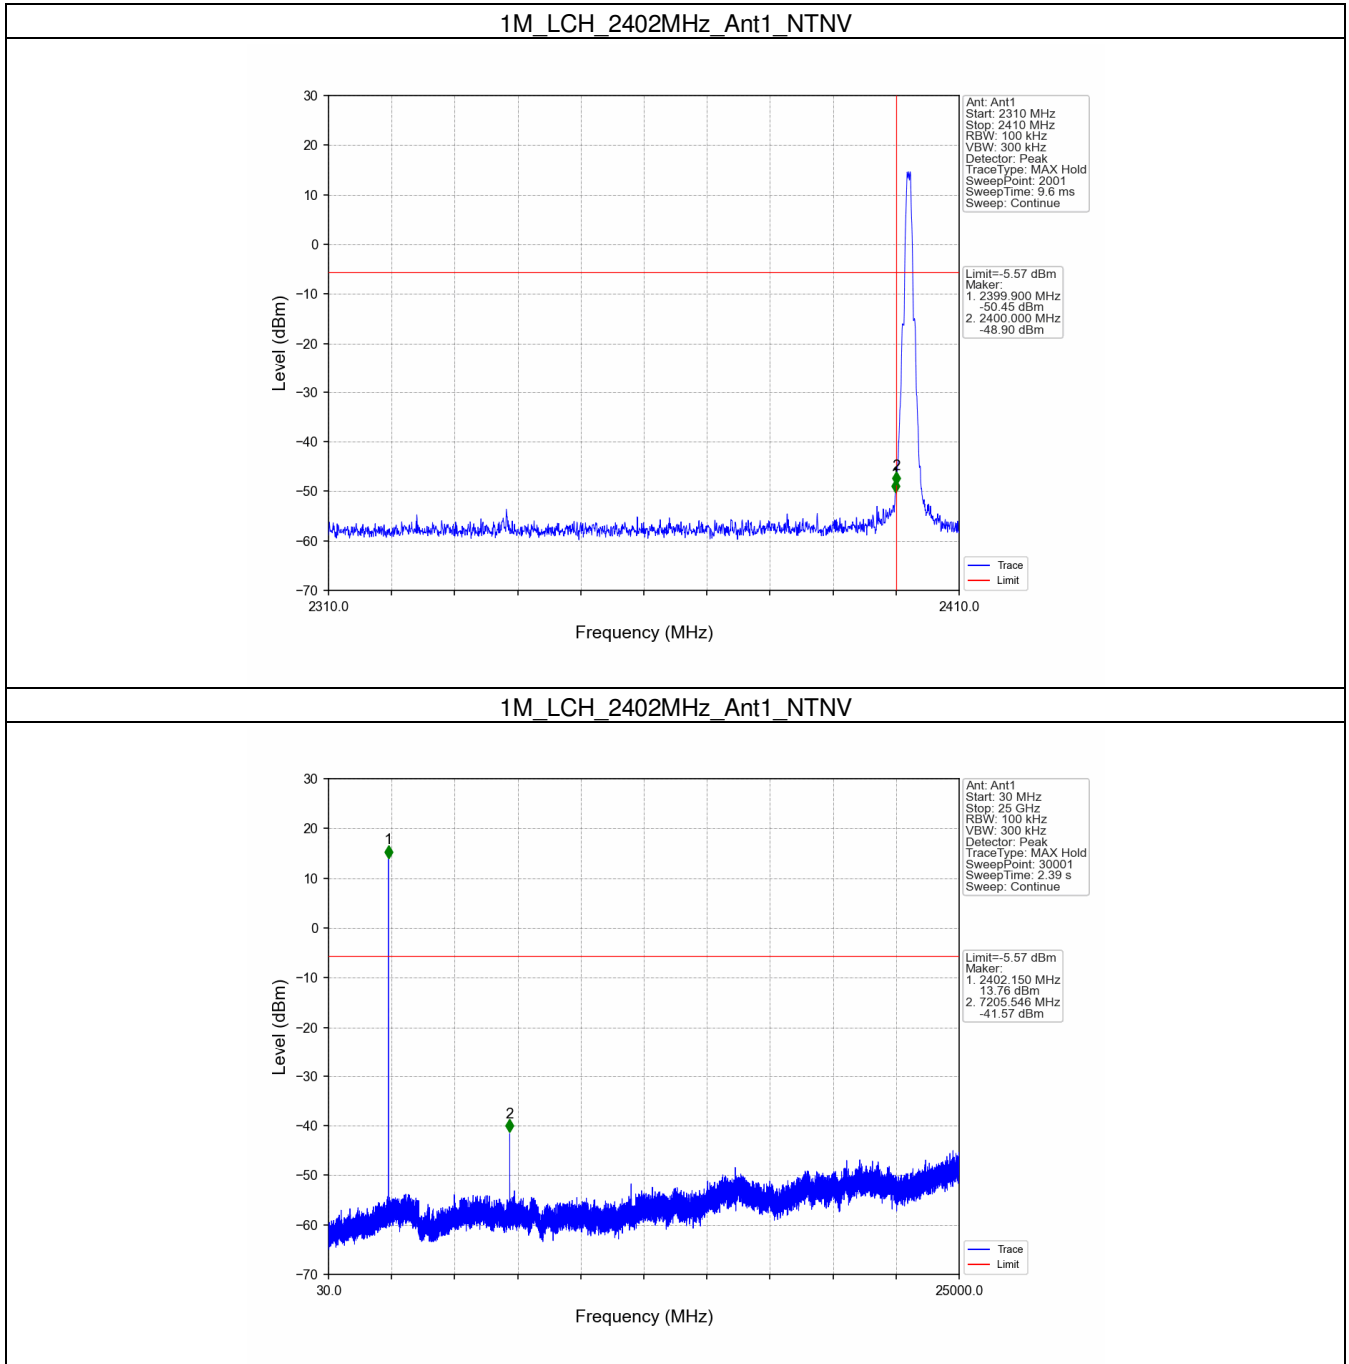 1M_LCH_2402MHz_Ant1_NTNV
30
20
10
0
−10
−20
−30
−40
−50
−60
−70
Level (dBm)
2
2310.0
2410.0
Frequency (MHz)
Ant: Ant1
Start: 2310 MHz
Stop: 2410 MHz
RBW: 100 kHz
VBW: 300 kHz
Detector: Peak
TraceType: MAX Hold
SweepPoint: 2001
SweepTime: 9.6 ms
Sweep: Continue
Limit=-5.57 dBm
Maker:
1. 2399.900 MHz
-50.45 dBm
2. 2400.000 MHz
-48.90 dBm
Trace
Limit
1M_LCH_2402MHz_Ant1_NTNV
30
20
10
0
−10
−20
−30
−40
−50
−60
−70
Level (dBm)
1
2
30.0
25000.0
Frequency (MHz)
Ant: Ant1
Start: 30 MHz
Stop: 25 GHz
RBW: 100 kHz
VBW: 300 kHz
Detector: Peak
TraceType: MAX Hold
SweepPoint: 30001
SweepTime: 2.39 s
Sweep: Continue
Limit=-5.57 dBm
Maker:
1. 2402.150 MHz
13.76 dBm
2. 7205.546 MHz
-41.57 dBm
Trace
Limit